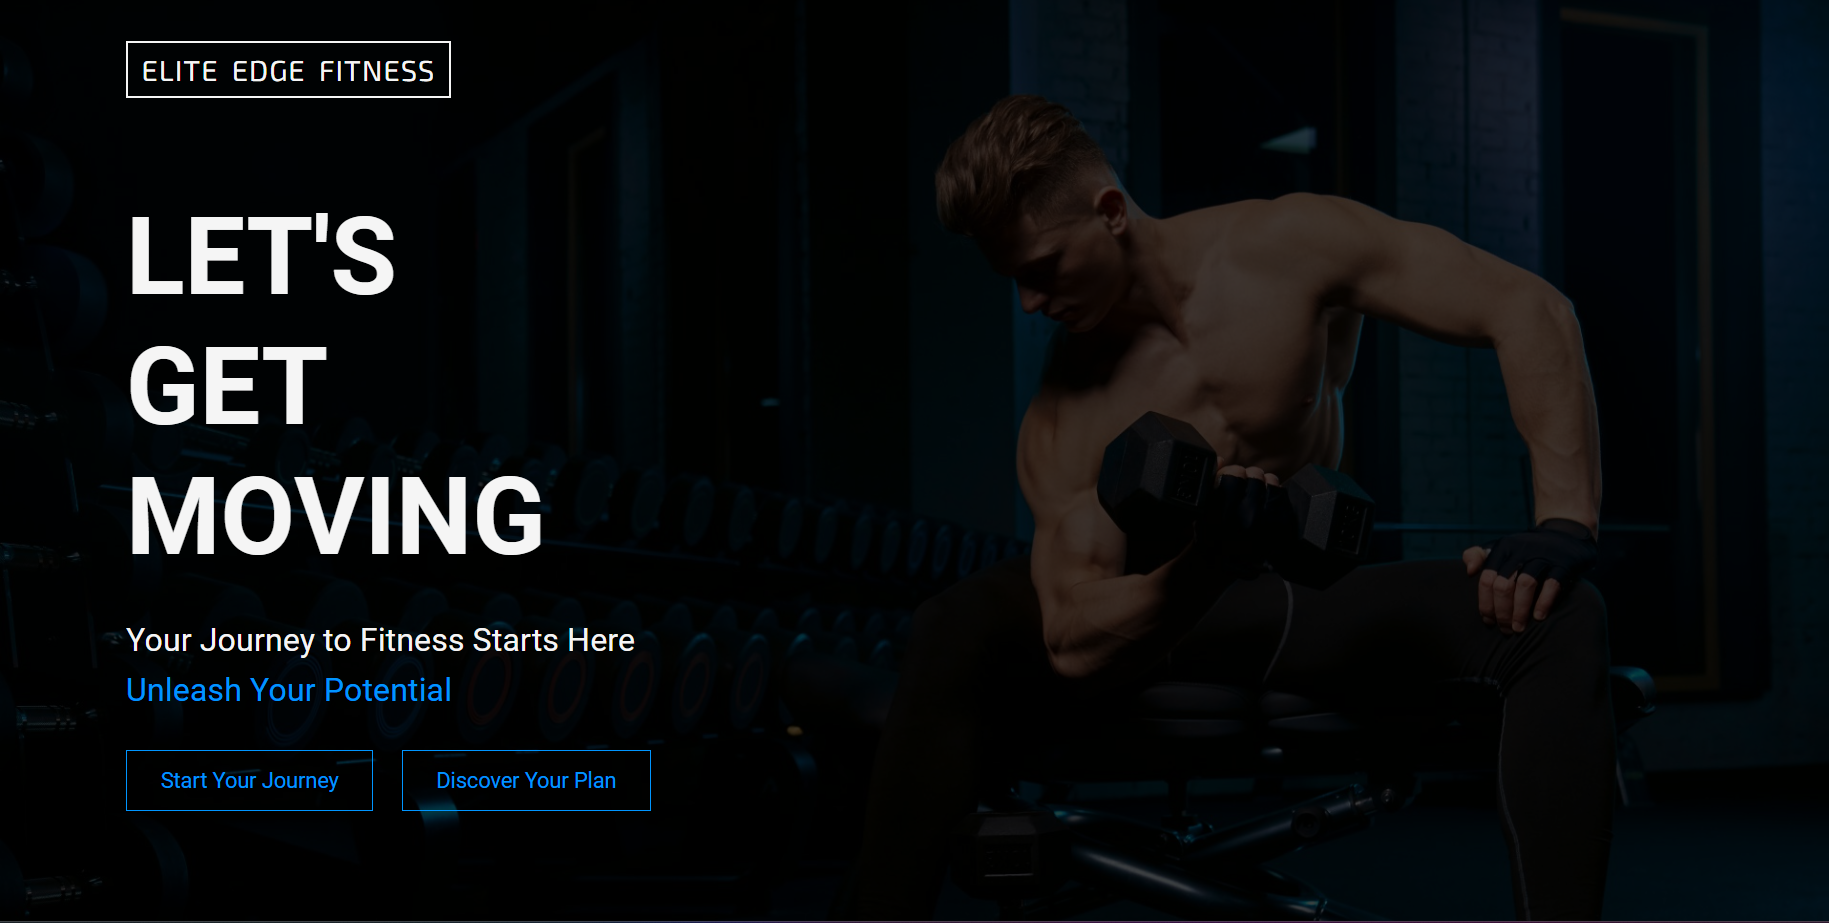 ELITE EDGE FITNESS
LET'S
GET
MOVING
Your Journey to Fitness Starts Here
Unleash Your Potential
Start Your Journey
Discover Your Plan